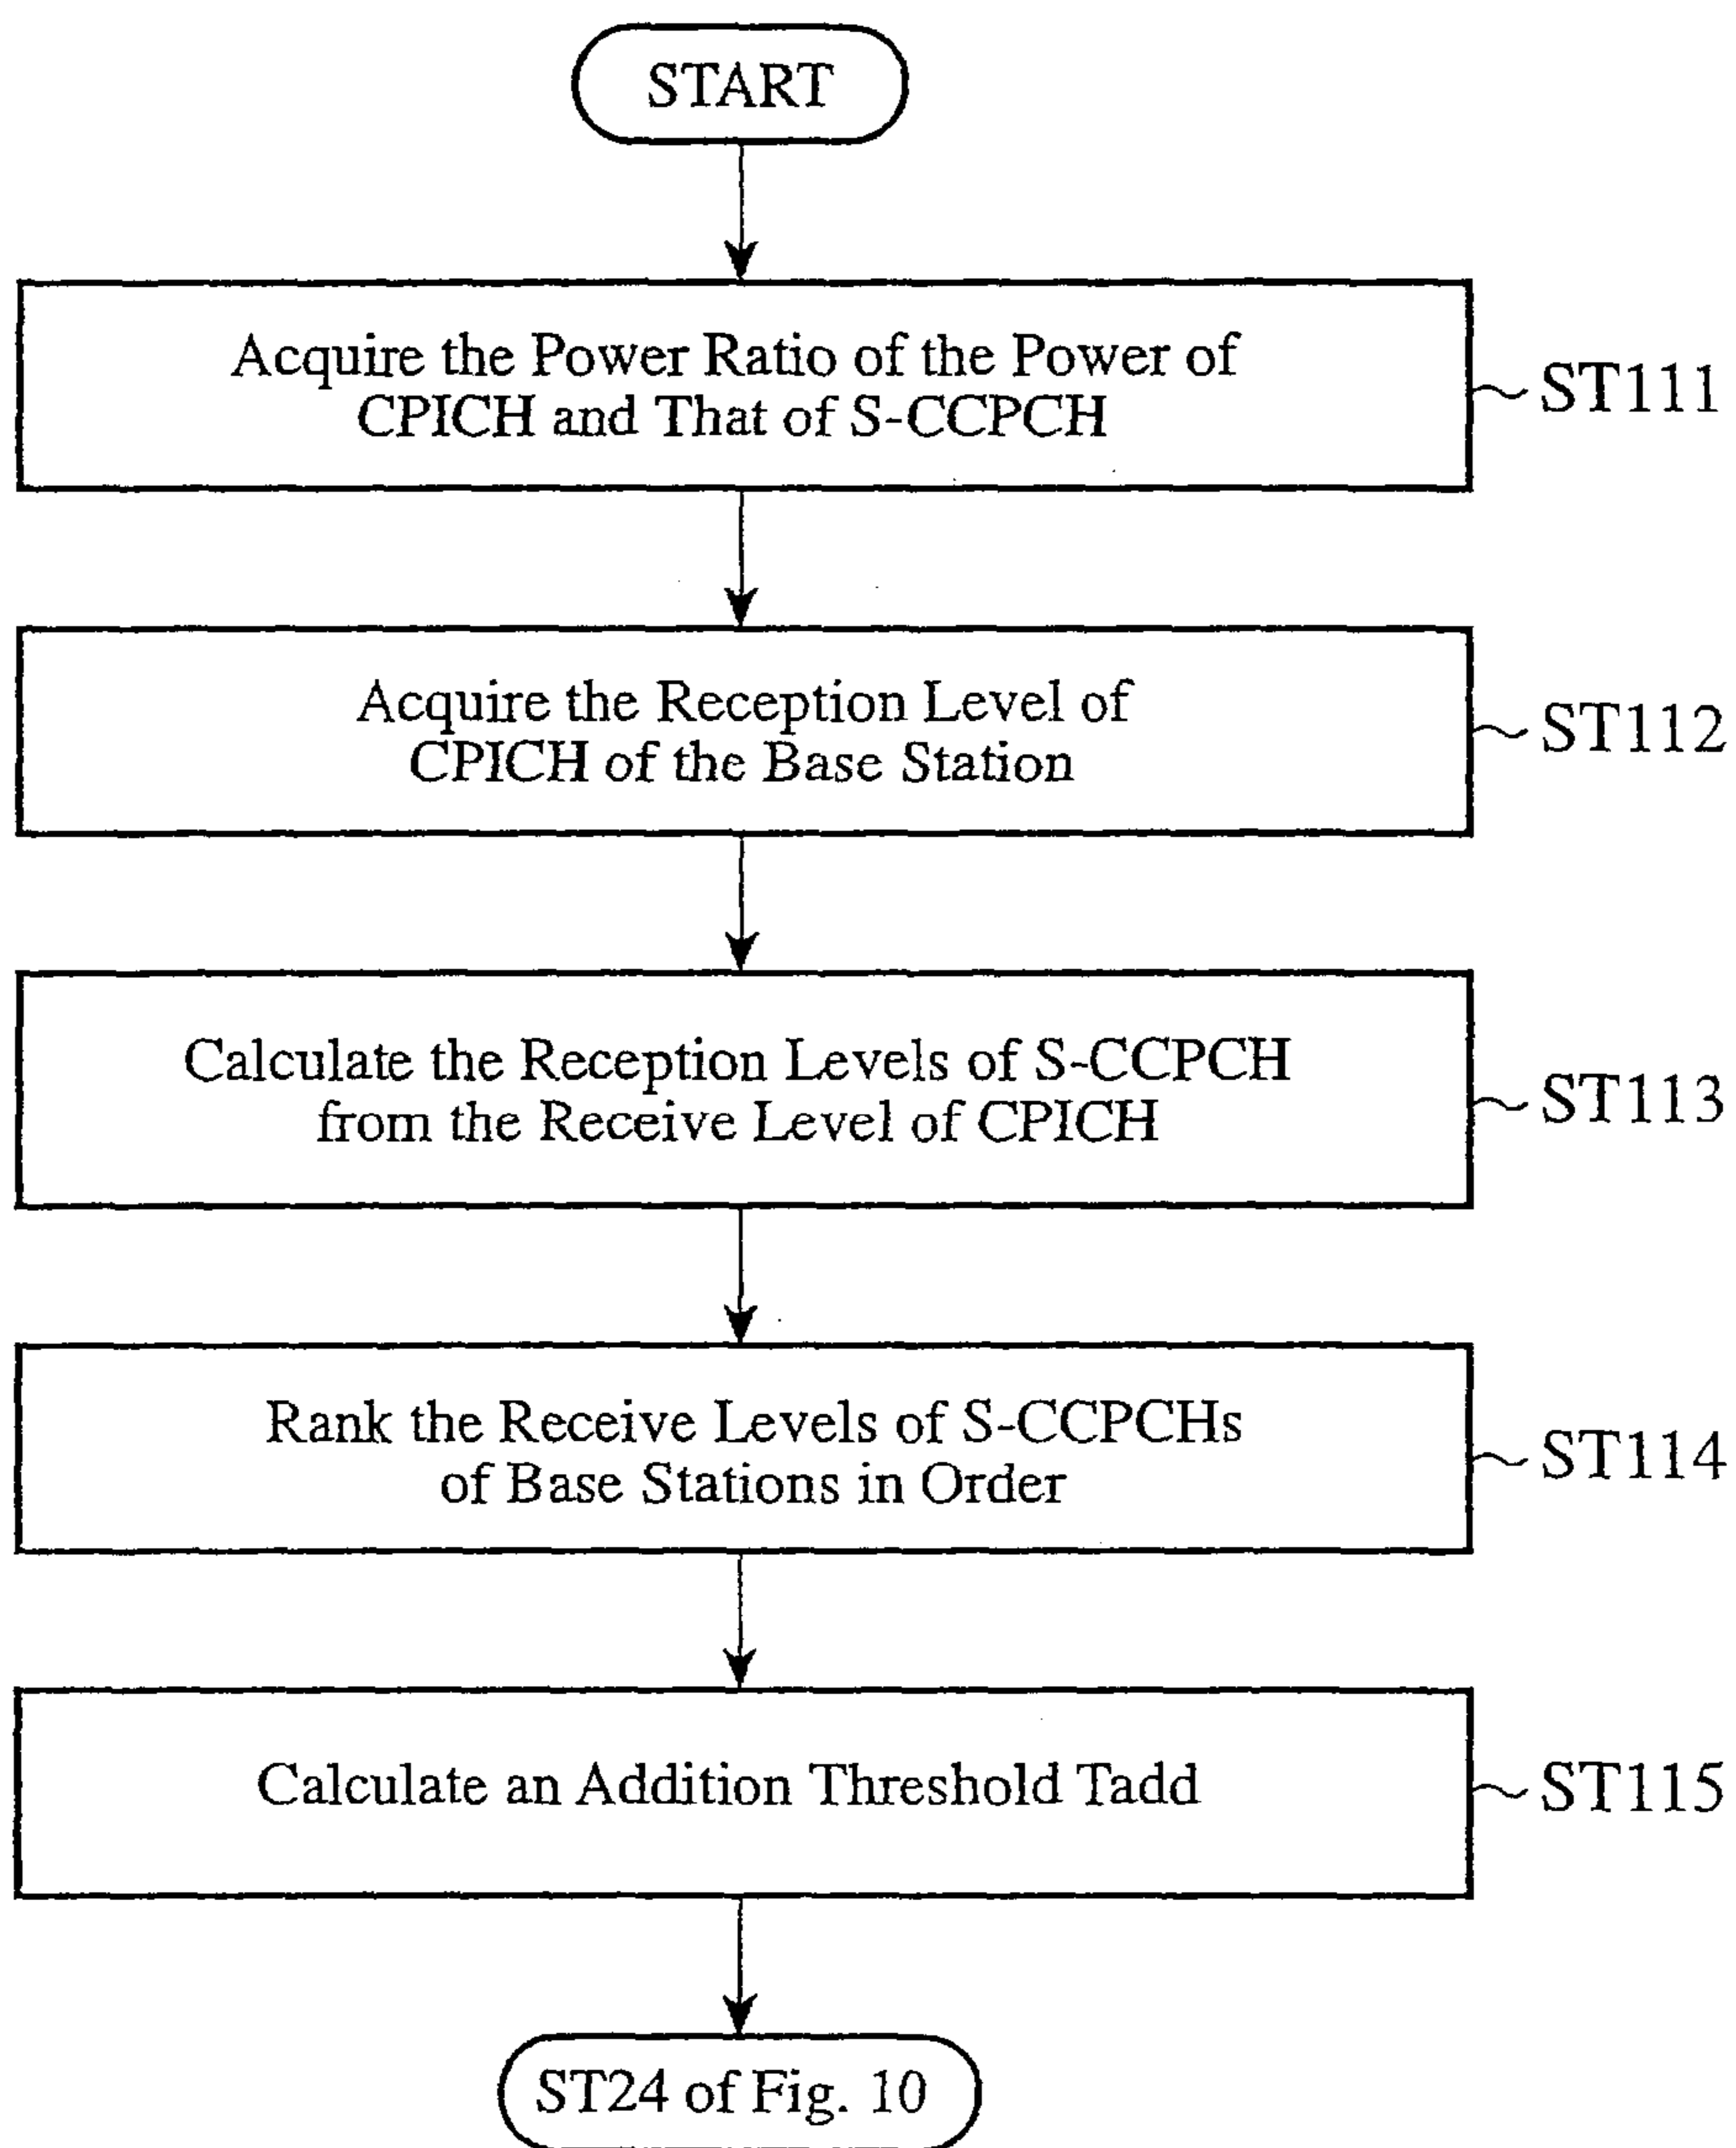 START
Acquire the Power Ratio of the Power of
CPICH and That of S-CCPCH
ST111
Acquire the Reception Level of
CPICH of the Base Station
ST112
Calculate the Reception Levels of S-CCPCH
from the Receive Level of CPICH
ST113
Rank the Receive Levels of S-CCPCHs
of Base Stations in Order
ST114
Calculate an Addition Threshold Tadd
ST115
ST24 of Fig. 10